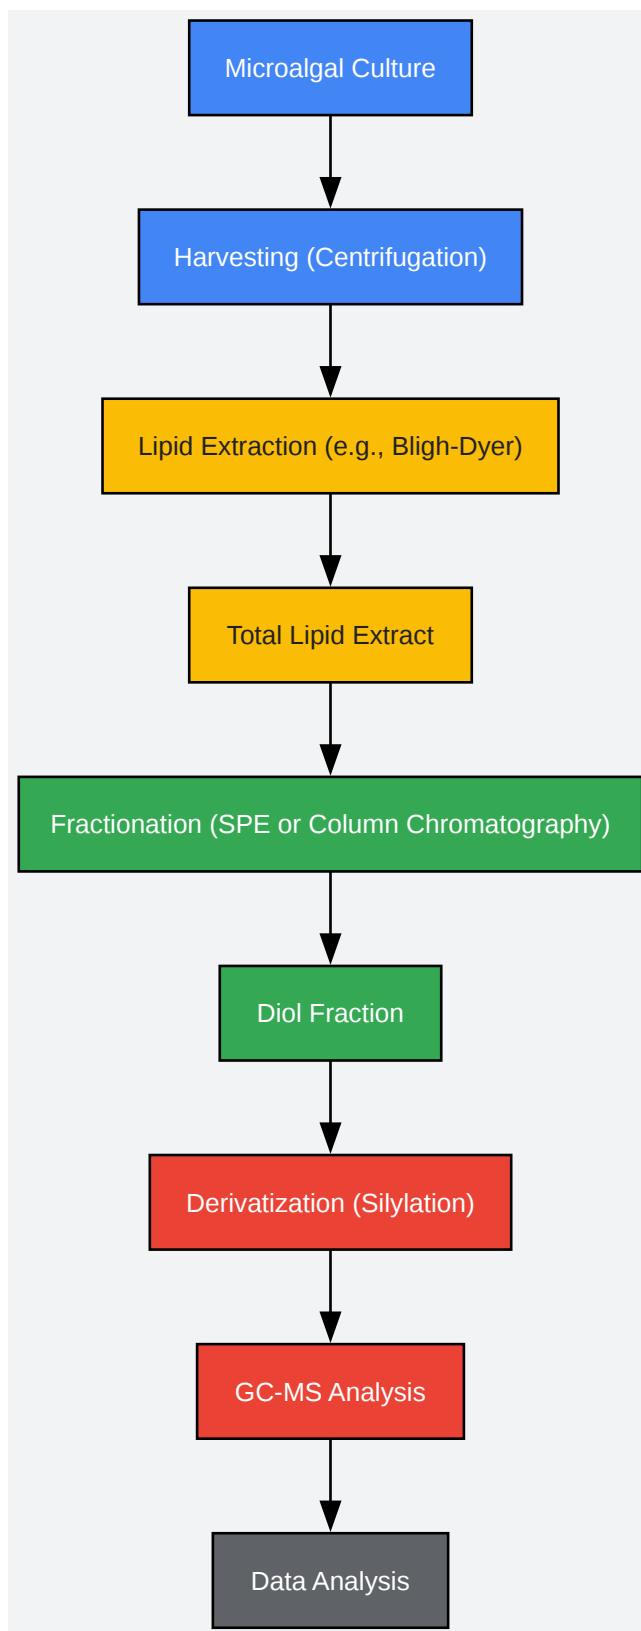 Microalgal Culture
Harvesting (Centrifugation)
Lipid Extraction (e.g., Bligh-Dyer)
Total Lipid Extract
Fractionation (SPE or Column Chromatography)
Diol Fraction
Derivatization (Silylation)
GC-MS Analysis
Data Analysis